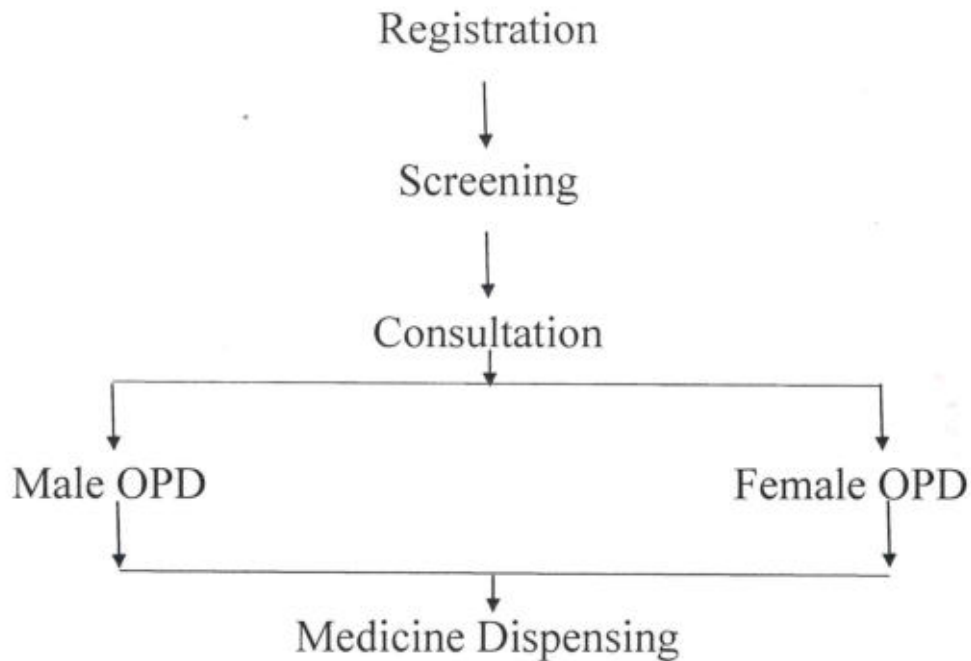 Registration
Screening
Consultation
Male OPD
Female OPD
Medicine Dispensing